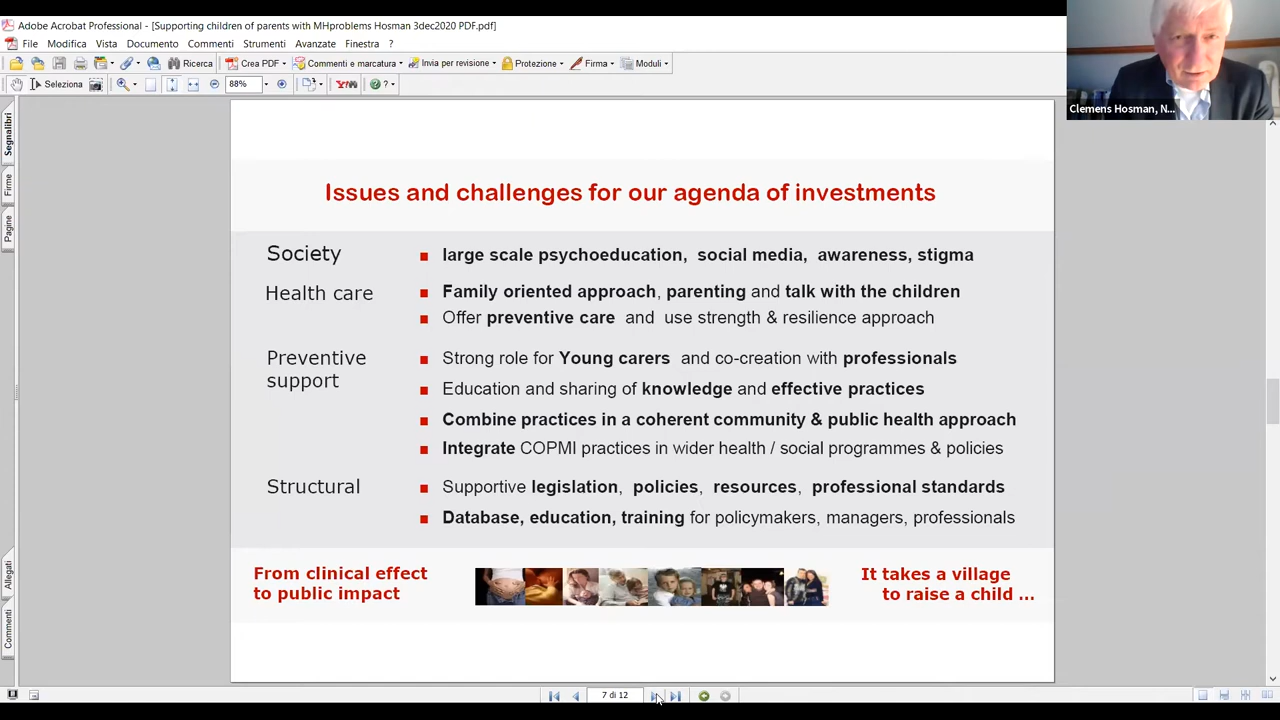 Adobe Acrobat Professional - [Supporting children of parents with MHproblems Hosman 3dec2020 PDF.pdf]
File Modifica Vista Documento Commenti Strumenti Avanzate Finestra ?
Ricerca Crea PDF Commenti e marcatura Invia per revisione Protezione Firma Moduli
Seleziona 88% ?
Clemens Hosman, N...
Segnalibri
Firme
Pagine
Allegati
Commenti
Issues and challenges for our agenda of investments
Society ■ large scale psychoeducation, social media, awareness, stigma
Health care ■ Family oriented approach, parenting and talk with the children
■ Offer preventive care and use strength & resilience approach
Preventive support ■ Strong role for Young carers and co-creation with professionals
■ Education and sharing of knowledge and effective practices
■ Combine practices in a coherent community & public health approach
■ Integrate COPMI practices in wider health / social programmes & policies
Structural ■ Supportive legislation, policies, resources, professional standards
■ Database, education, training for policymakers, managers, professionals
From clinical effect
to public impact
It takes a village
to raise a child ...
7 di 12